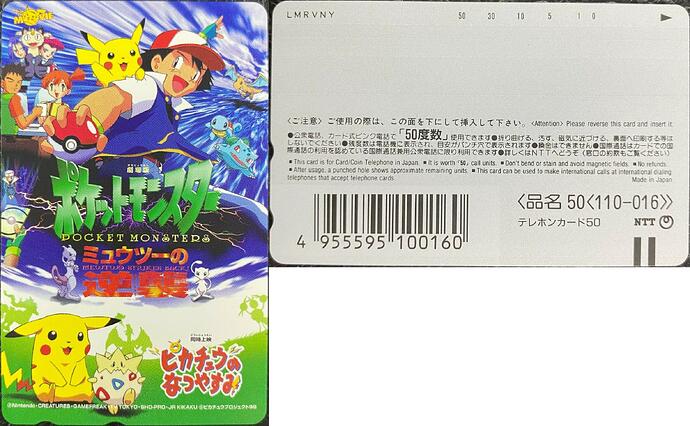 MOVIE
劇場版
ポケットモンスター
POCKET MONSTERS
ミュウツーの
MEWTWO STRIKES BACK!
逆襲
同時上映
ピカチュウの
なつやすみ
©Nintendo・CREATURES・GAMEFREAK・TV TOKYO・SHO-PRO・JR KIKAKU ©ピカチュウプロジェクト98
LMRVNY 50 30 10 5 1 0
〈ご注意〉 ご使用の際は、この面を下にして挿入して下さい。 〈Attention〉 Please reverse this card and insert it.
●公衆電話、カード式ピンク電話で「50度数」使用できます●折り曲げる、汚す、磁気に近づける、裏面へ印刷する等は
しないでください●残度数は電話機に表示され、目安がパンチ穴で表示されます●換金はできません●国際通話はカードでの国際
通話の利用を認めている国際通話兼用公衆電話に限り利用できます●詳しくはNTTへどうぞ(窓口の約款もご覧ください)
■This card is for Card/Coin Telephone in Japan. ■It is worth "50" call units. ■Don't bend or stain and avoid magnetic fields. ■No refunds.
■After usage, a punched hole shows approximate remaining units. ■This card can be used to make international calls at international dialing
telephones that accept telephone cards. Made in Japan
〈品名 50〈110-016〉
テレホンカード50 NTT
4 955595 100160